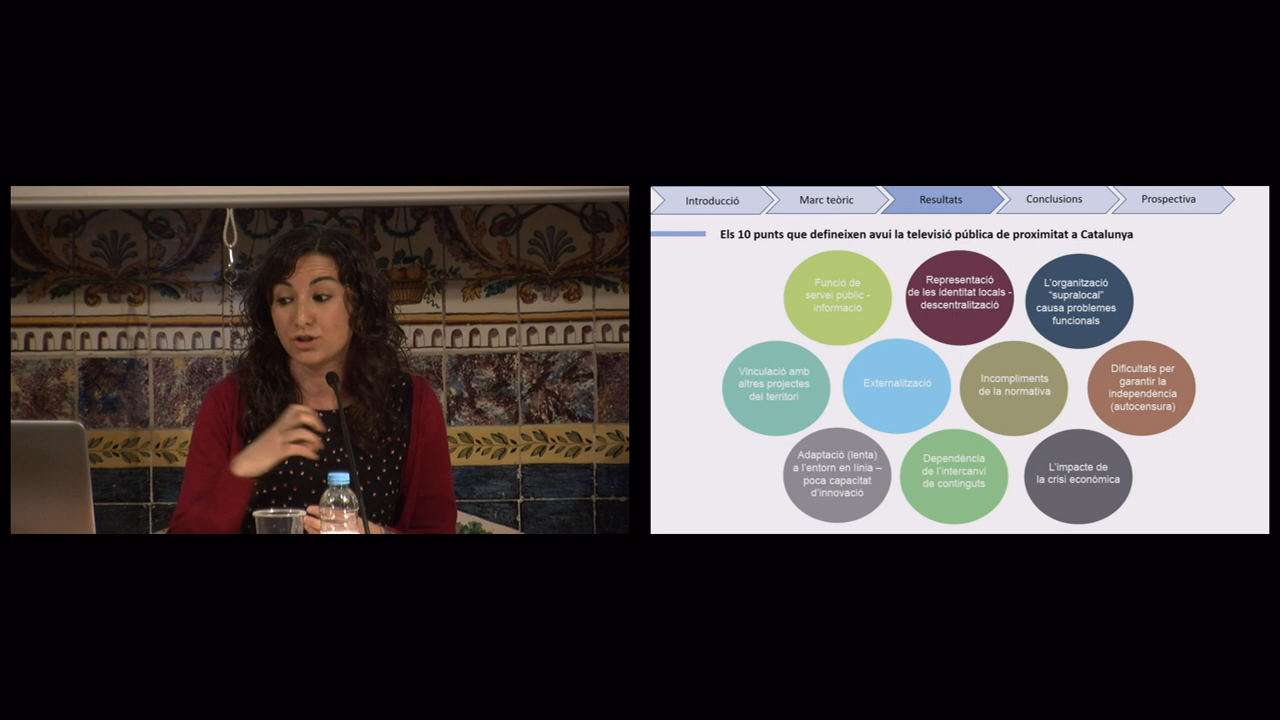 Introducció
Marc teòric
Resultats
Conclusions
Prospectiva
Els 10 punts que defineixen avui la televisió pública de proximitat a Catalunya
Funció de
servei públic -
informació
Representació
de les identitat locals -
descentralització
L'organització
"supralocal"
causa problemes
funcionals
Vinculació amb
altres projectes
del territori
Externalització
Incompliments
de la normativa
Dificultats per
garantir la
independència
(autocensura)
Adaptació (lenta)
a l'entorn en línia –
poca capacitat
d'innovació
Dependència
de l'intercanvi
de continguts
L'impacte de
la crisi econòmica